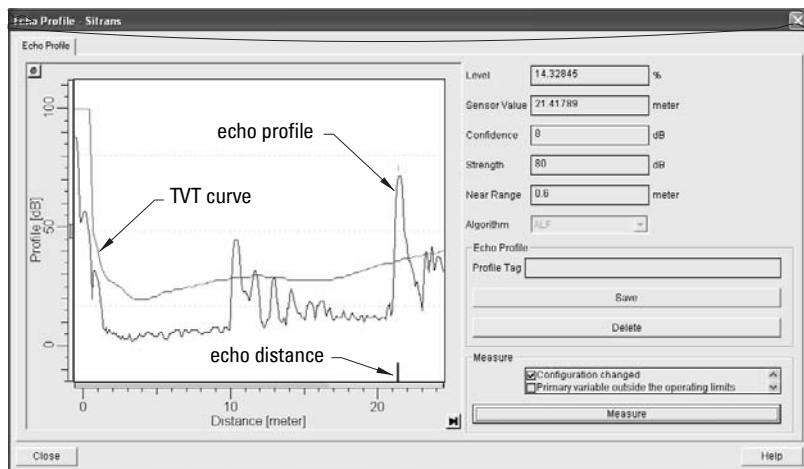 Echo Profile - Sitrans
Echo Profile
100
50
0
Profile [dB]
echo profile
TVT curve
echo distance
0
10
20
Distance [meter]
Level 14.32845 %
Sensor Value 21.41789 meter
Confidence 8 dB
Strength 80 dB
Near Range 0.6 meter
Algorithm ALF
Echo Profile
Profile Tag
Save
Delete
Measure
Configuration changed
Primary variable outside the operating limits
Measure
Close
Help